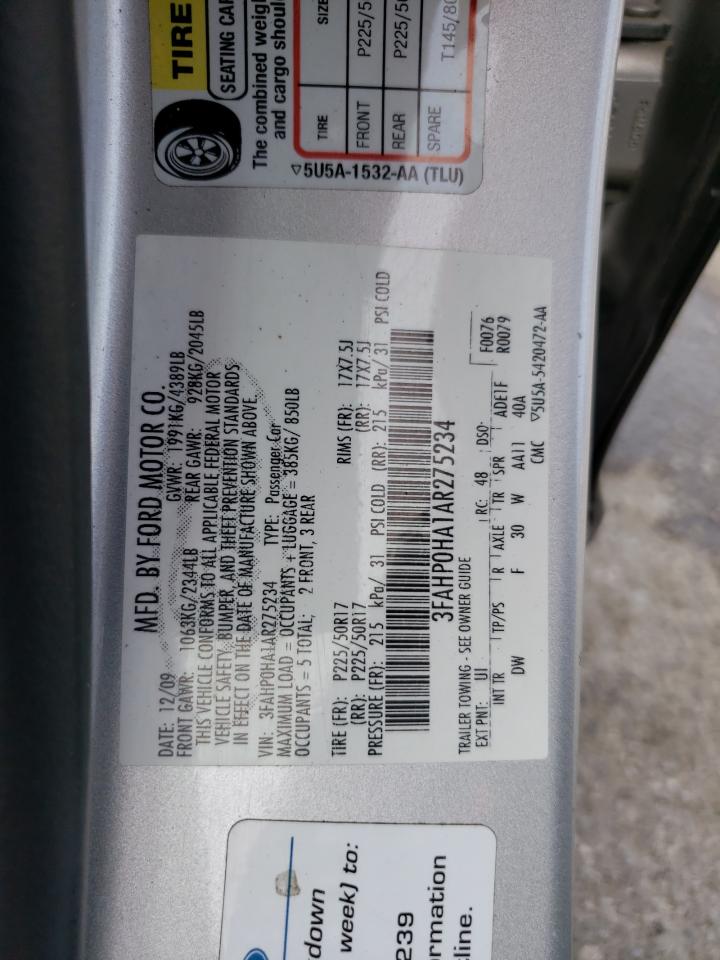 TIRE
SEATING CAP
The combined weigh
and cargo shoul
TIRE SIZE
FRONT P225/5
REAR P225/50
SPARE T145/80
▽5U5A-1532-AA (TLU)
MFD. BY FORD MOTOR CO.
DATE: 12/09 GVWR: 1991KG/4389LB
FRONT GAWR: 1063KG/2344LB REAR GAWR: 928KG/2045LB
THIS VEHICLE CONFORMS TO ALL APPLICABLE FEDERAL MOTOR
VEHICLE SAFETY, BUMPER, AND THEFT PREVENTION STANDARDS
IN EFFECT ON THE DATE OF MANUFACTURE SHOWN ABOVE.
VIN: 3FAHP0HA1AR275234 TYPE: Passenger Car
MAXIMUM LOAD = OCCUPANTS + LUGGAGE = 385KG/ 850LB
OCCUPANTS = 5 TOTAL; 2 FRONT, 3 REAR
TIRE (FR): P225/50R17 RIMS (FR): 17X7.5J
(RR): P225/50R17 (RR): 17X7.5J
PRESSURE (FR): 215 kPa/ 31 PSI COLD (RR): 215 kPa/ 31 PSI COLD
3FAHP0HA1AR275234
TRAILER TOWING - SEE OWNER GUIDE
EXT PNT: UI RC: 48 DSO: F0076
R0079
INT TR TP/PS R AXLE TR SPR ADE1F
DW F 30 W AA11 40A
CMC ▽5U5A-5420472-AA
down
week) to:
239
rmation
line.